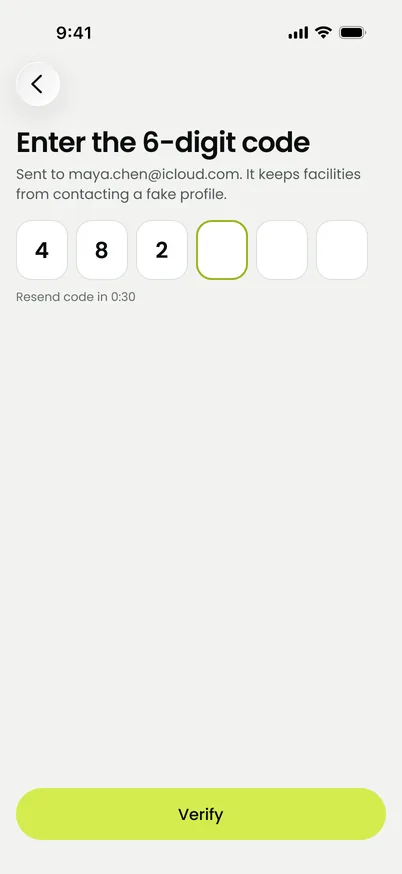 9:41
Enter the 6-digit code
Sent to maya.chen@icloud.com. It keeps facilities
from contacting a fake profile.
4 8 2
Resend code in 0:30
Verify